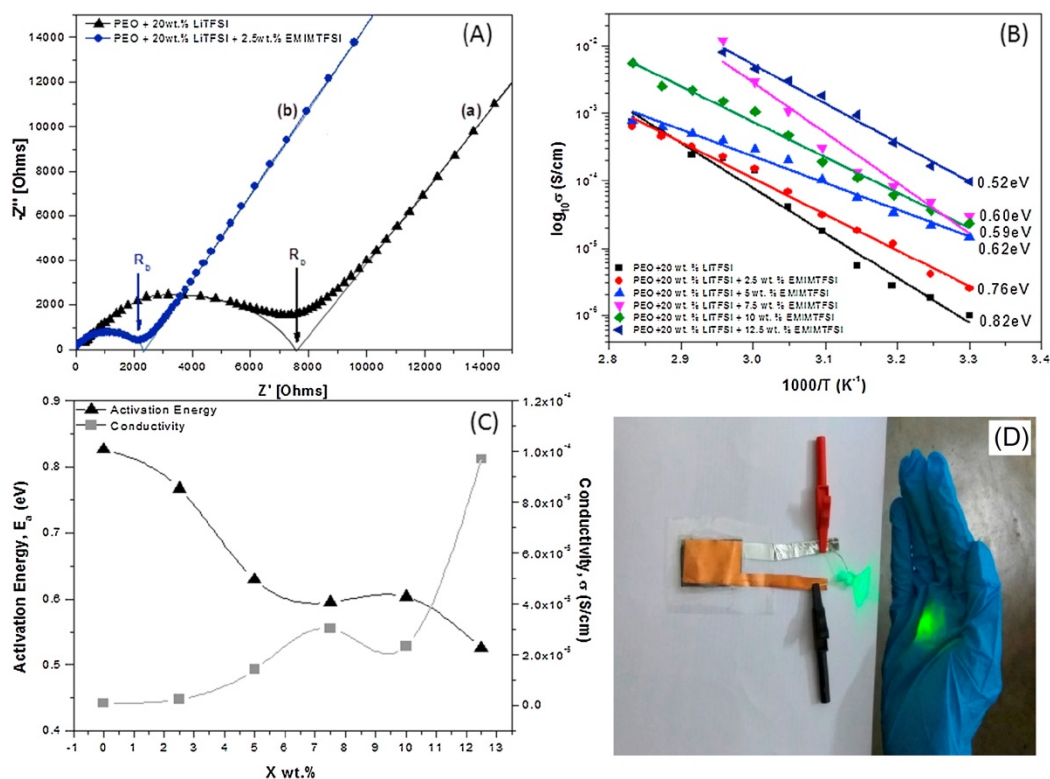 14000
12000
10000
8000
6000
4000
2000
0
-Z'' [Ohms]
PEO + 20wt.% LiTFSI
PEO + 20wt.% LiTFSI + 2.5wt.% EMIMTFSI
(A)
(b)
(a)
R_b
R_b
0 2000 4000 6000 8000 10000 12000 14000
Z' [Ohms]
10⁻²
10⁻³
10⁻⁴
10⁻⁵
10⁻⁶
log₁₀σ (S/cm)
(B)
0.52eV
0.60eV
0.59eV
0.62eV
0.76eV
0.82eV
PEO+20 wt. % LITFSI
PEO+20 wt. % LITFSI + 2.5 wt. % EMIMTFSI
PEO+20 wt. % LITFSI + 5 wt. % EMIMTFSI
PEO+20 wt. % LITFSI + 7.5 wt. % EMIMTFSI
PEO+20 wt. % LITFSI + 10 wt. % EMIMTFSI
PEO+20 wt. % LITFSI + 12.5 wt. % EMIMTFSI
2.8 2.9 3.0 3.1 3.2 3.3 3.4
1000/T (K⁻¹)
0.9
0.8
0.7
0.6
0.5
0.4
Activation Energy, Eₐ (eV)
Activation Energy
Conductivity
(C)
1.2x10⁻⁴
1.0x10⁻⁴
8.0x10⁻⁵
6.0x10⁻⁵
4.0x10⁻⁵
2.0x10⁻⁵
0.0
Conductivity, σ (S/cm)
-1 0 1 2 3 4 5 6 7 8 9 10 11 12 13
X wt.%
(D)